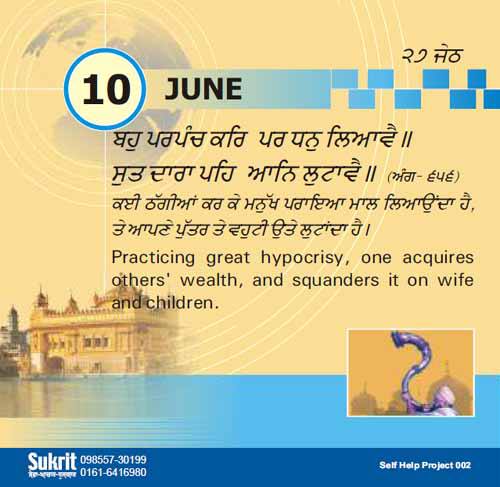 ੨੭ ਜੇਠ
10 JUNE
ਬਹੁ ਪਰਪੰਚ ਕਰਿ ਪਰ ਧਨੁ ਲਿਆਵੈ॥
ਸੁਤ ਦਾਰਾ ਪਹਿ ਆਨਿ ਲੁਟਾਵੈ॥ (ਅੰਗ- ੬੫੬)
ਕਈ ਠੱਗੀਆਂ ਕਰ ਕੇ ਮਨੁੱਖ ਪਰਾਇਆ ਮਾਲ ਲਿਆਉਂਦਾ ਹੈ,
ਤੇ ਆਪਣੇ ਪੁੱਤਰ ਤੇ ਵਹੁਟੀ ਉਤੇ ਲੁਟਾਂਦਾ ਹੈ।
Practicing great hypocrisy, one acquires
others' wealth, and squanders it on wife
and children.
Sukrit 098557-30199
0161-6416980
Self Help Project 002